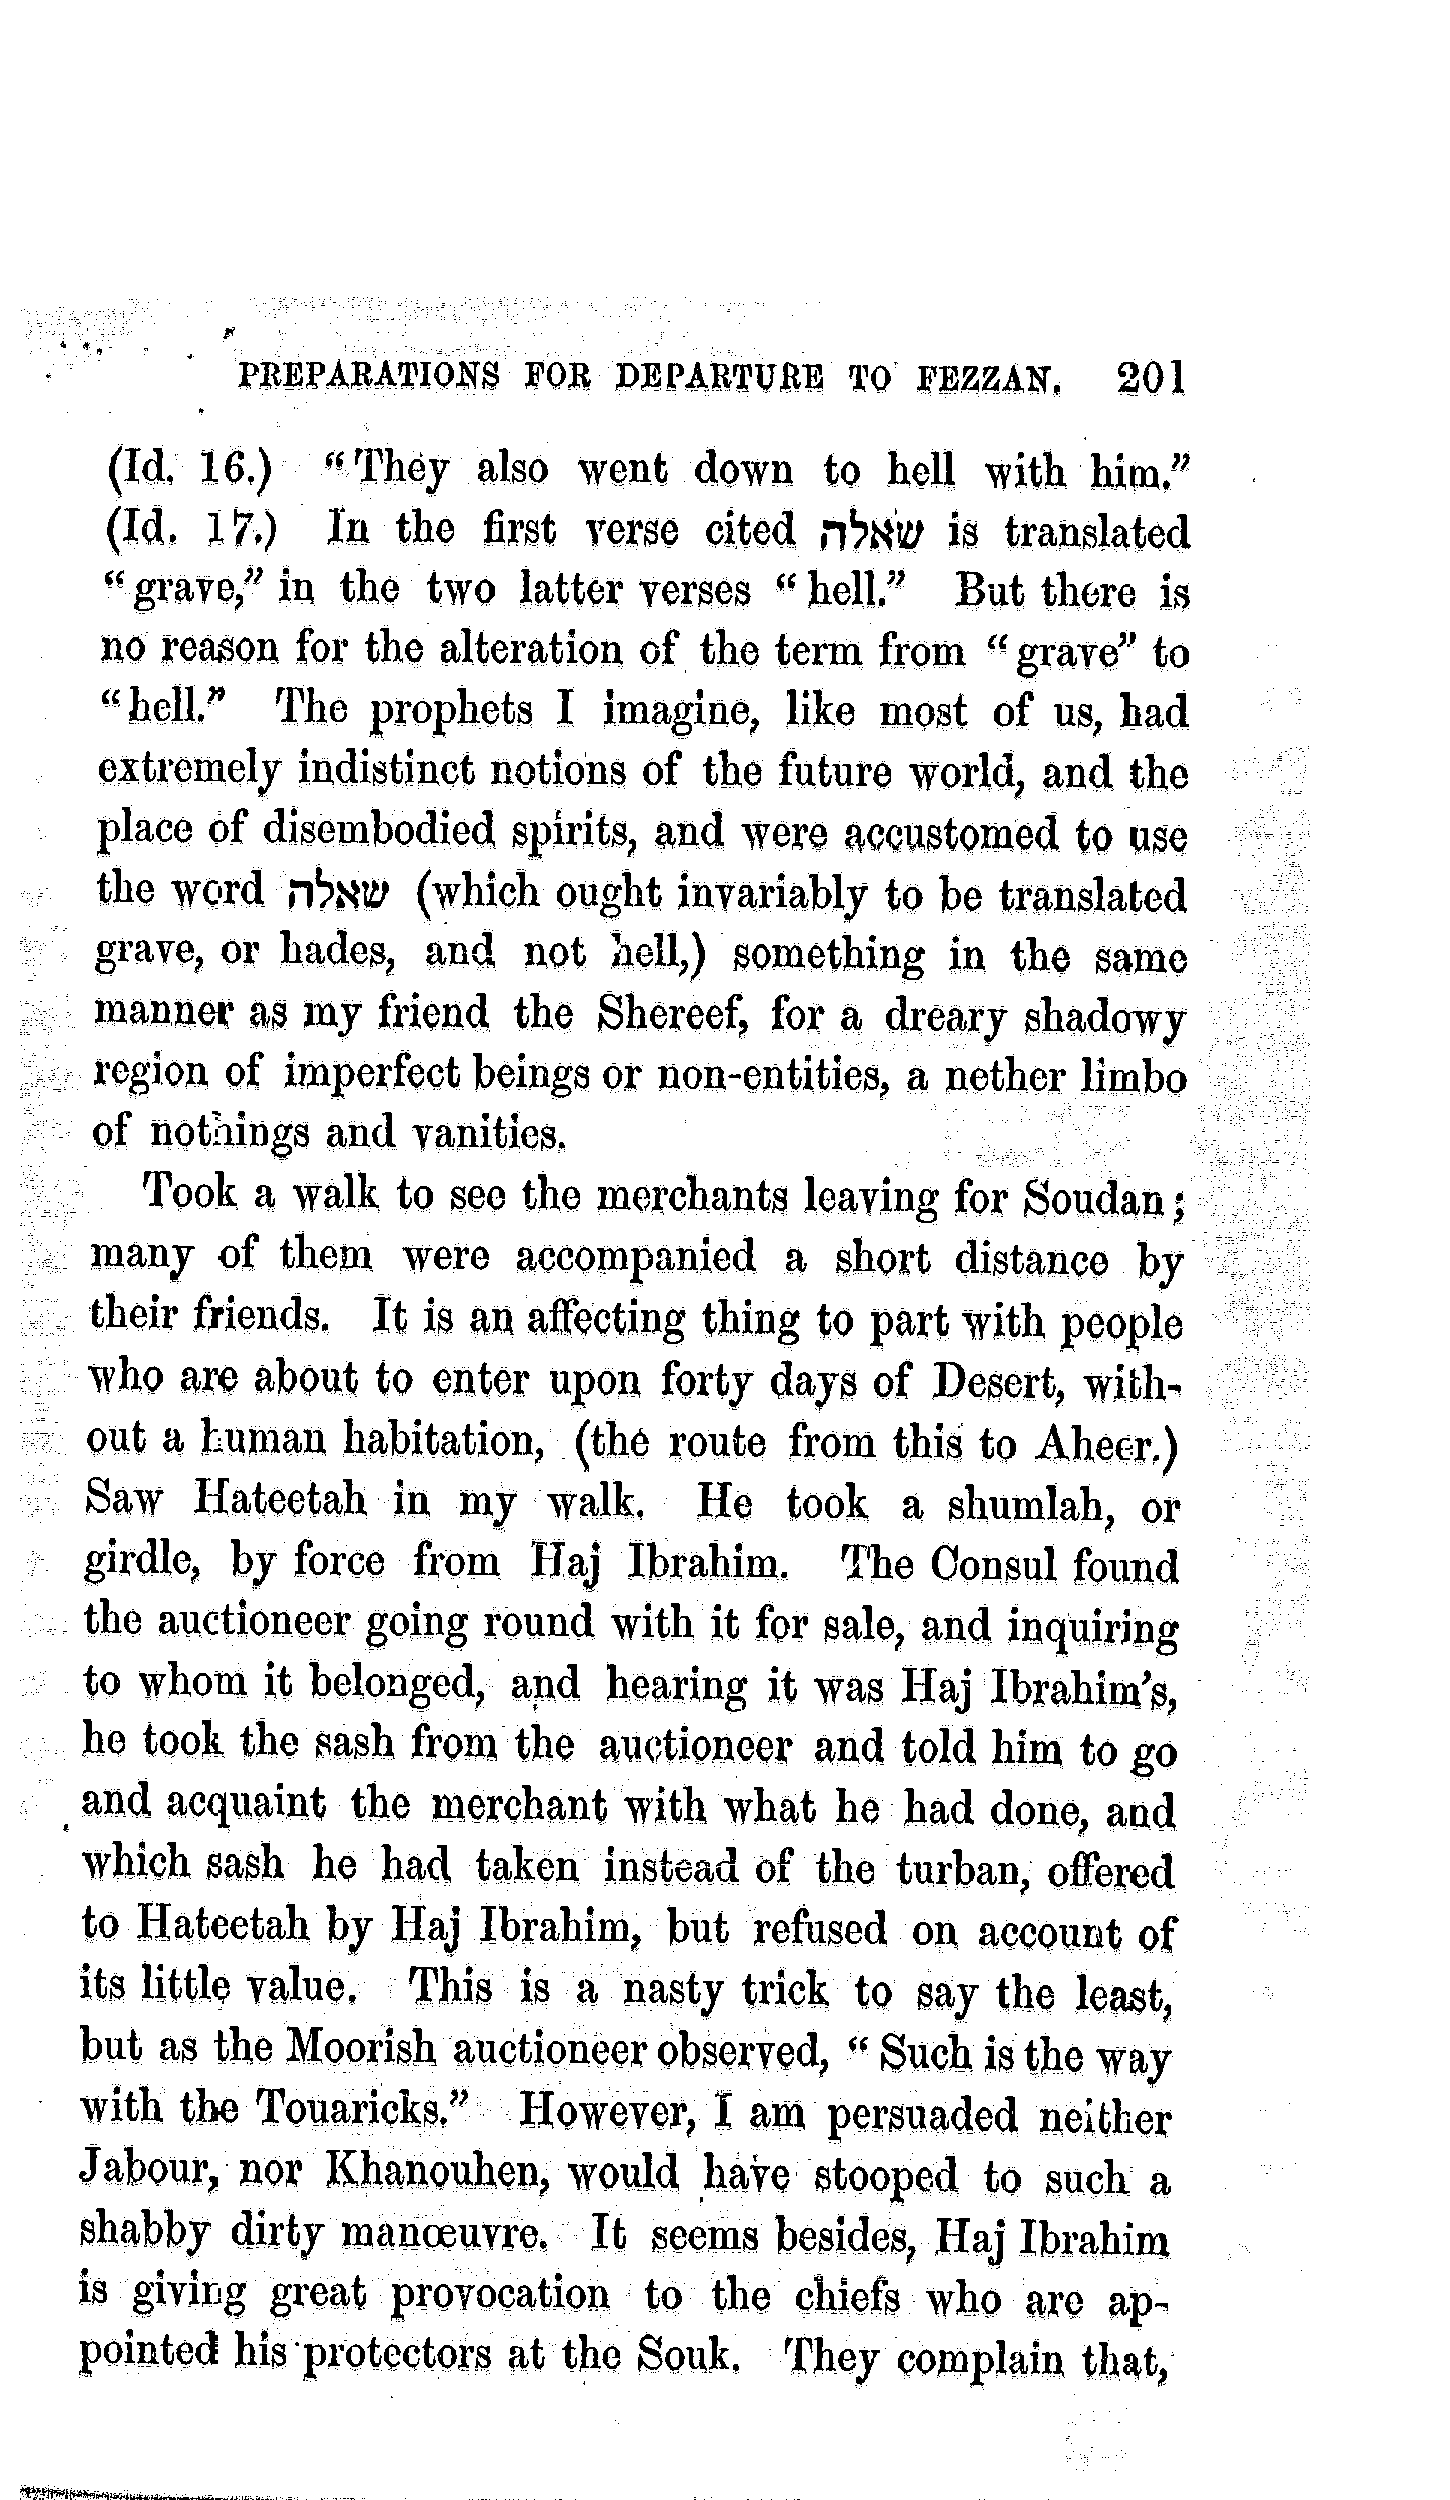 PREPARATIONS FOR DEPARTURE TO FEZZAN. 201
(Id. 16.) “They also went down to hell with him.”
(Id. 17.) In the first verse cited שאלה is translated
“grave,” in the two latter verses “hell.” But there is
no reason for the alteration of the term from “grave” to
“hell.” The prophets I imagine, like most of us, had
extremely indistinct notions of the future world, and the
place of disembodied spirits, and were accustomed to use
the word שאלה (which ought invariably to be translated
grave, or hades, and not hell,) something in the same
manner as my friend the Shereef, for a dreary shadowy
region of imperfect beings or non-entities, a nether limbo
of nothings and vanities.
Took a walk to see the merchants leaving for Soudan;
many of them were accompanied a short distance by
their friends. It is an affecting thing to part with people
who are about to enter upon forty days of Desert, with-
out a human habitation, (the route from this to Aheer.)
Saw Hateetah in my walk. He took a shumlah, or
girdle, by force from Haj Ibrahim. The Consul found
the auctioneer going round with it for sale, and inquiring
to whom it belonged, and hearing it was Haj Ibrahim's,
he took the sash from the auctioneer and told him to go
and acquaint the merchant with what he had done, and
which sash he had taken instead of the turban, offered
to Hateetah by Haj Ibrahim, but refused on account of
its little value. This is a nasty trick to say the least,
but as the Moorish auctioneer observed, “Such is the way
with the Touaricks.” However, I am persuaded neither
Jabour, nor Khanouhen, would have stooped to such a
shabby dirty manœuvre. It seems besides, Haj Ibrahim
is giving great provocation to the chiefs who are ap-
pointed his protectors at the Souk. They complain that,